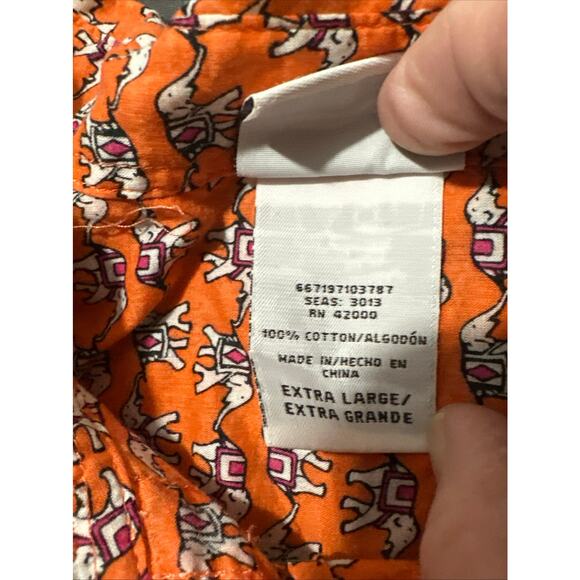 667197103787
SEAS: 3013
RN 42000
100% COTTON/ALGODÓN
MADE IN/HECHO EN
CHINA
EXTRA LARGE/
EXTRA GRANDE